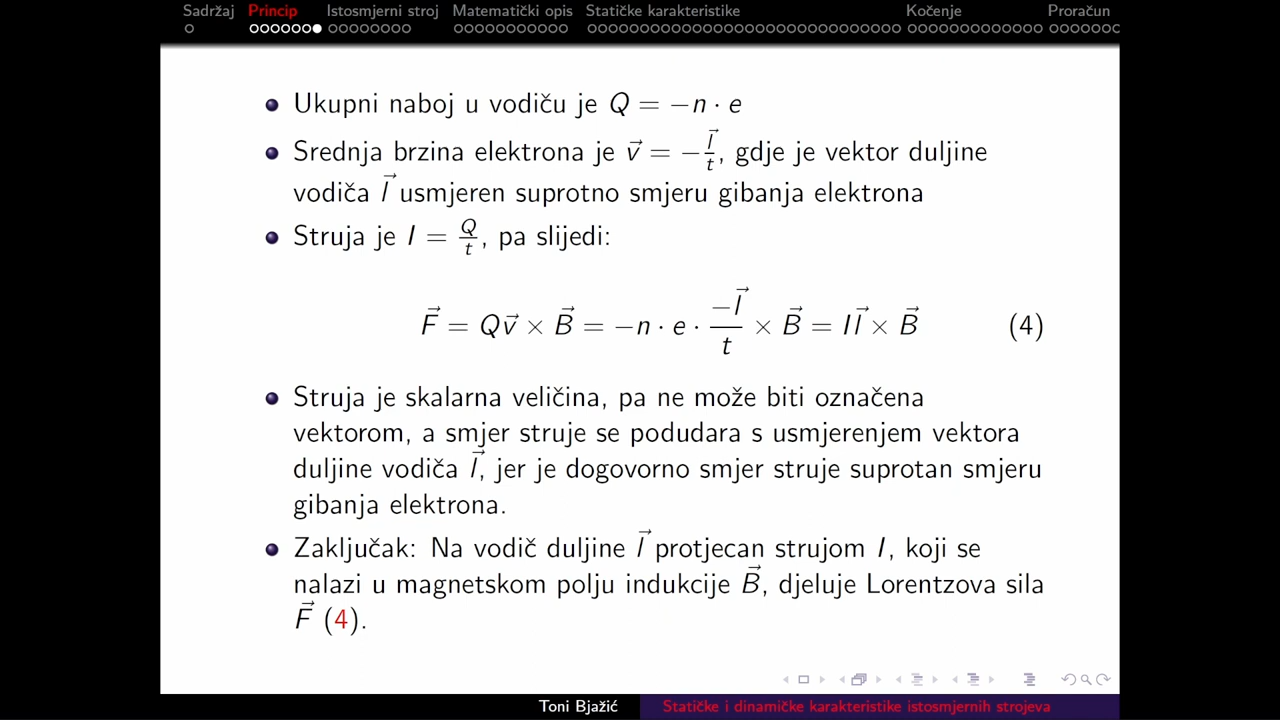 Sadržaj Princip Istosmjerni stroj Matematički opis Statičke karakteristike Kočenje Proračun
Ukupni naboj u vodiču je Q = −n · e
Srednja brzina elektrona je v⃗ = −l⃗/t, gdje je vektor duljine
vodiča l⃗ usmjeren suprotno smjeru gibanja elektrona
Struja je I = Q/t, pa slijedi:
F⃗ = Qv⃗ × B⃗ = −n · e · −l⃗/t × B⃗ = Il⃗ × B⃗ (4)
Struja je skalarna veličina, pa ne može biti označena
vektorom, a smjer struje se podudara s usmjerenjem vektora
duljine vodiča l⃗, jer je dogovorno smjer struje suprotan smjeru
gibanja elektrona.
Zaključak: Na vodič duljine l⃗ protjecan strujom I, koji se
nalazi u magnetskom polju indukcije B⃗, djeluje Lorentzova sila
F⃗ (4).
Toni Bjažić Statičke i dinamičke karakteristike istosmjernih strojeva